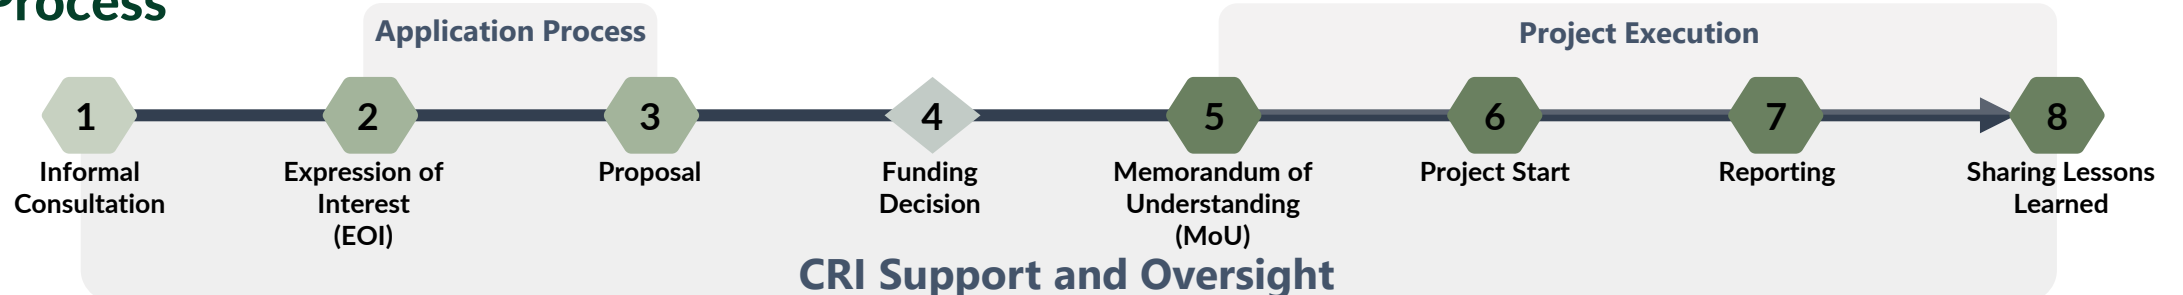 Process
Application Process
Project Execution
1
2
3
4
5
6
7
8
Informal
Consultation
Expression of
Interest
(EOI)
Proposal
Funding
Decision
Memorandum of
Understanding
(MoU)
Project Start
Reporting
Sharing Lessons
Learned
CRI Support and Oversight